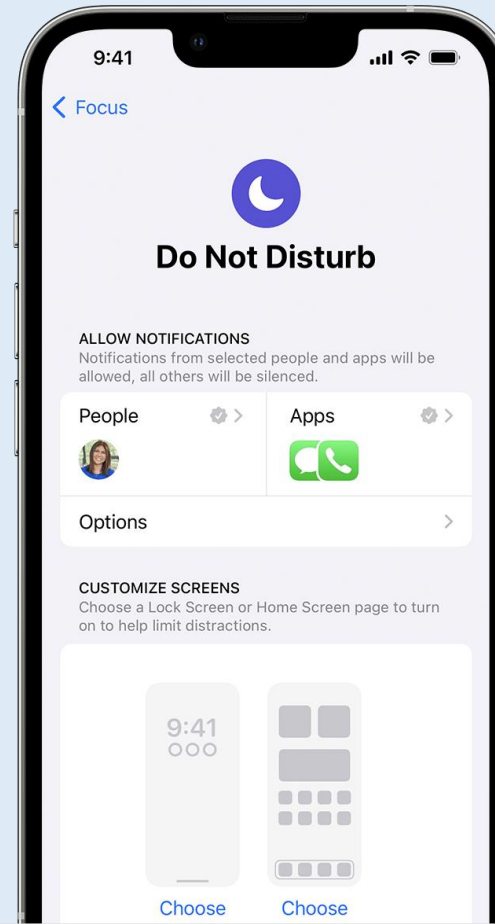 9:41
Focus
Do Not Disturb
ALLOW NOTIFICATIONS
Notifications from selected people and apps will be
allowed, all others will be silenced.
People
Apps
Options
CUSTOMIZE SCREENS
Choose a Lock Screen or Home Screen page to turn
on to help limit distractions.
9:41
Choose
Choose